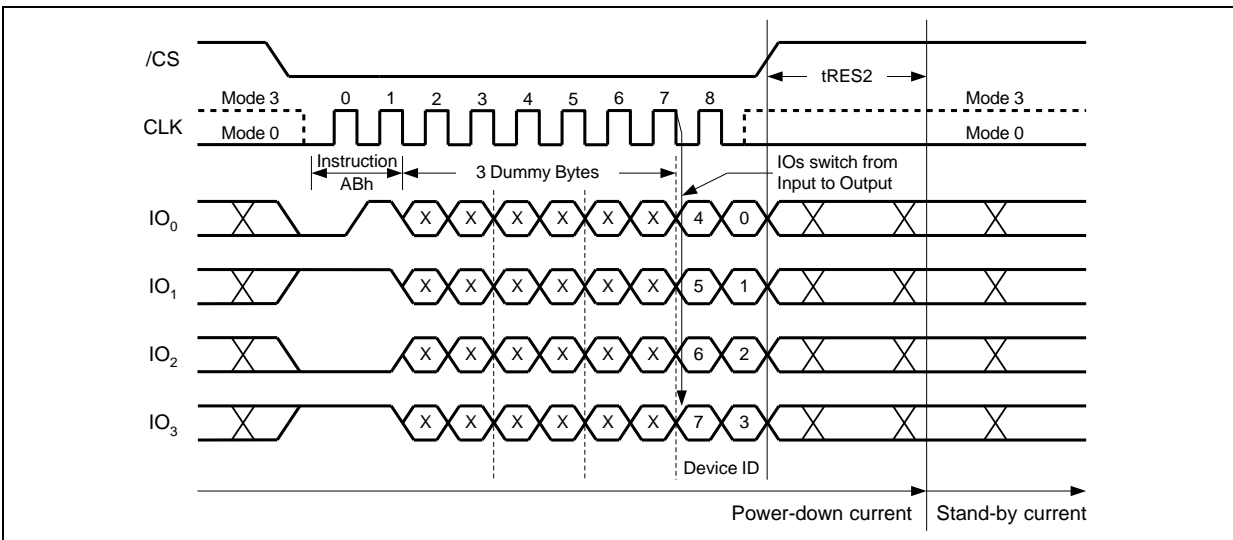 /CS
tRES2
Mode 3 0 1 2 3 4 5 6 7 8 Mode 3
CLK
Mode 0 Mode 0
Instruction
ABh
3 Dummy Bytes
IOs switch from
Input to Output
IO0 X X X X X X 4 0
IO1 X X X X X X 5 1
IO2 X X X X X X 6 2
IO3 X X X X X X 7 3
Device ID
Power-down current Stand-by current